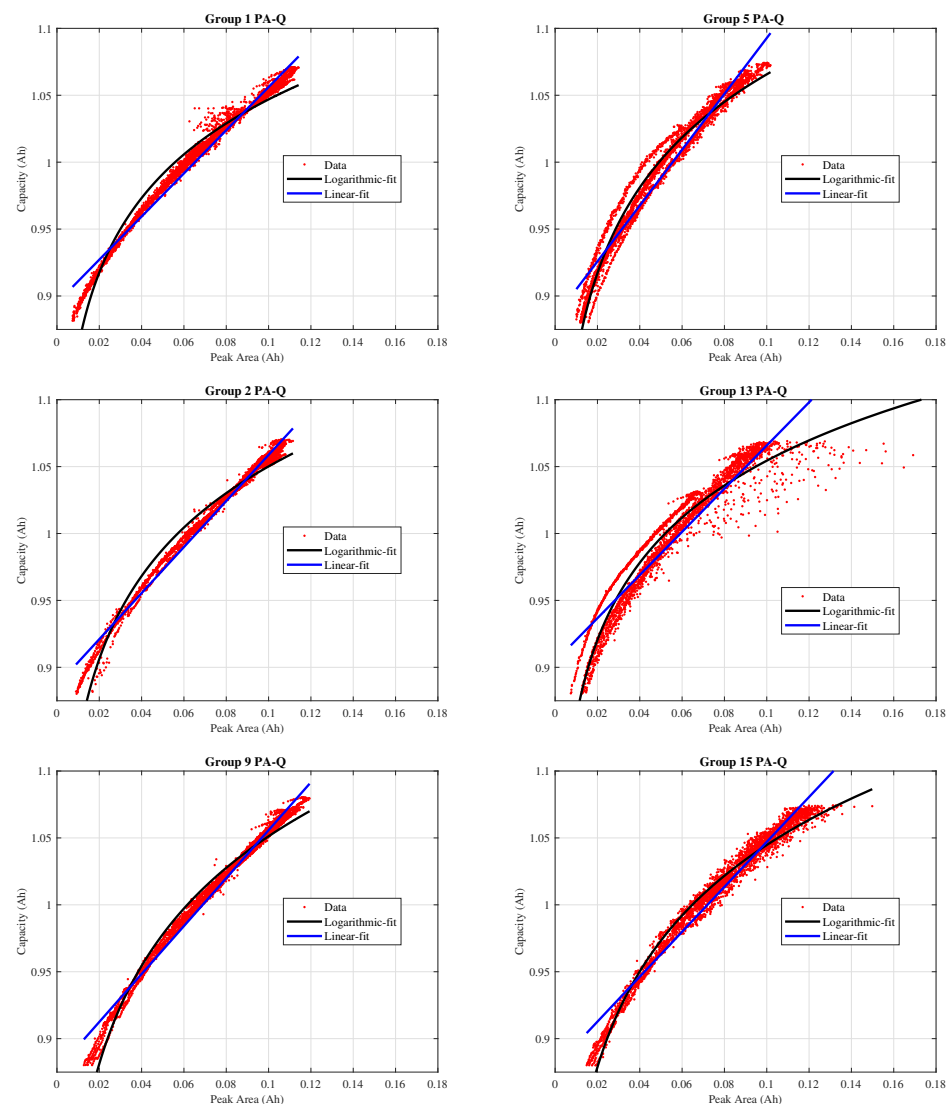 Group 1 PA-Q
1.1
1.05
1
0.95
0.9
Capacity (Ah)
Data
Logarithmic-fit
Linear-fit
0 0.02 0.04 0.06 0.08 0.1 0.12 0.14 0.16 0.18
Peak Area (Ah)
Group 5 PA-Q
1.1
1.05
1
0.95
0.9
Capacity (Ah)
Data
Logarithmic-fit
Linear-fit
0 0.02 0.04 0.06 0.08 0.1 0.12 0.14 0.16 0.18
Peak Area (Ah)
Group 2 PA-Q
1.1
1.05
1
0.95
0.9
Capacity (Ah)
Data
Logarithmic-fit
Linear-fit
0 0.02 0.04 0.06 0.08 0.1 0.12 0.14 0.16 0.18
Peak Area (Ah)
Group 13 PA-Q
1.1
1.05
1
0.95
0.9
Capacity (Ah)
Data
Logarithmic-fit
Linear-fit
0 0.02 0.04 0.06 0.08 0.1 0.12 0.14 0.16 0.18
Peak Area (Ah)
Group 9 PA-Q
1.1
1.05
1
0.95
0.9
Capacity (Ah)
Data
Logarithmic-fit
Linear-fit
0 0.02 0.04 0.06 0.08 0.1 0.12 0.14 0.16 0.18
Peak Area (Ah)
Group 15 PA-Q
1.1
1.05
1
0.95
0.9
Capacity (Ah)
Data
Logarithmic-fit
Linear-fit
0 0.02 0.04 0.06 0.08 0.1 0.12 0.14 0.16 0.18
Peak Area (Ah)